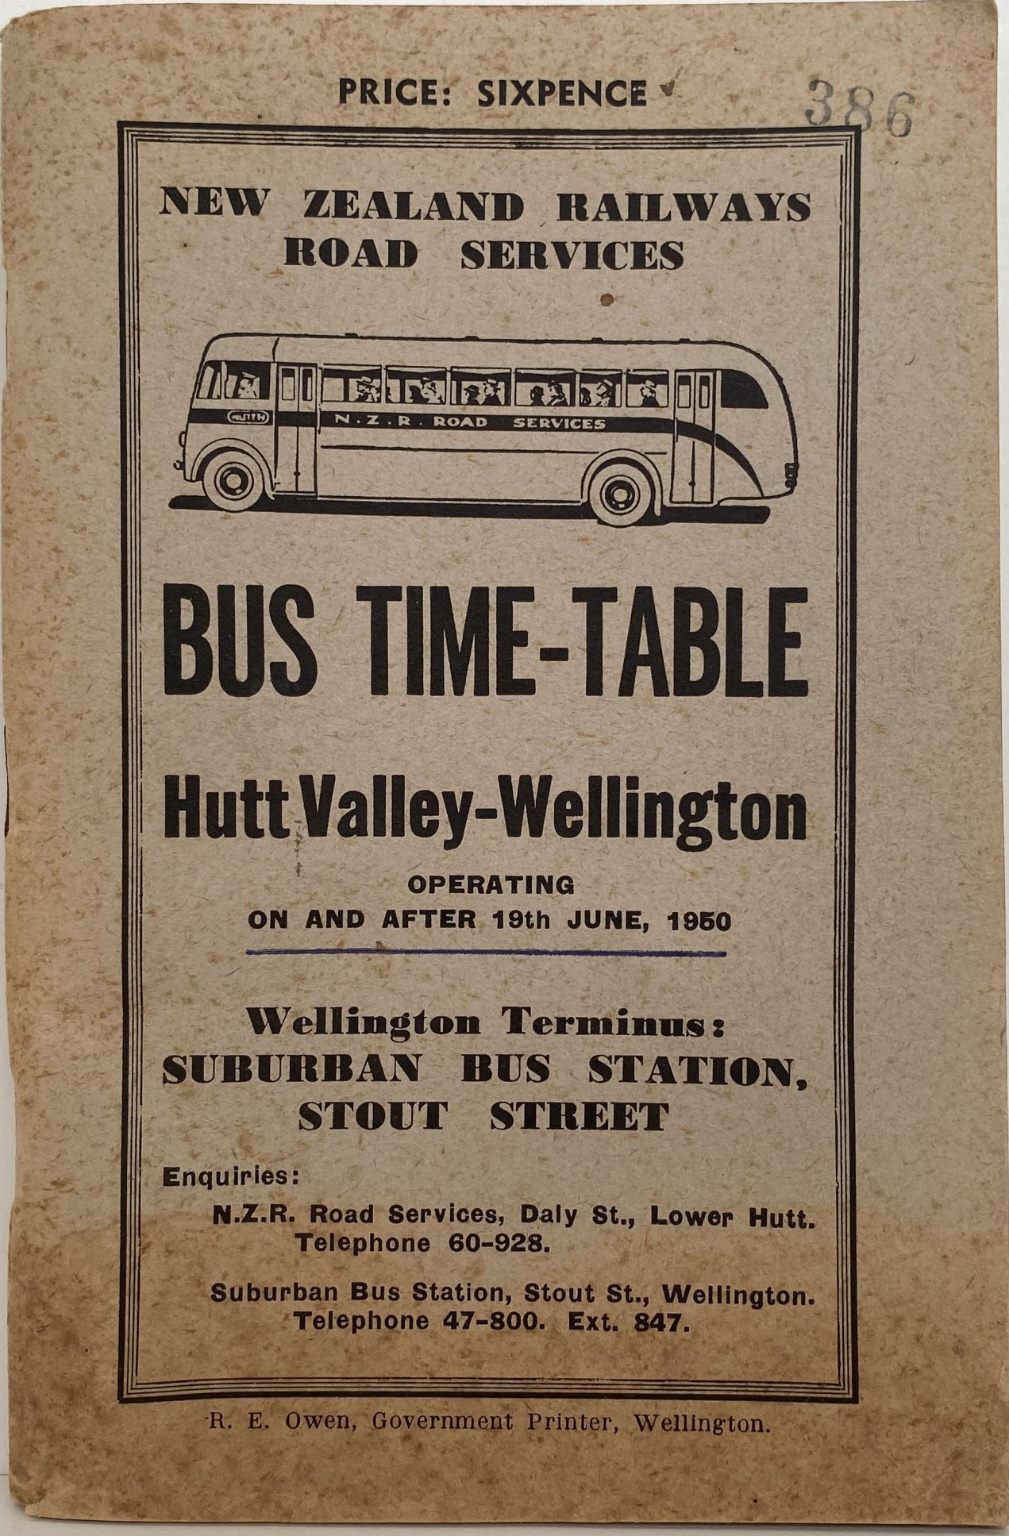 PRICE: SIXPENCE
386
NEW ZEALAND RAILWAYS
ROAD SERVICES
HUTT
N.Z.R. ROAD SERVICES
BUS TIME-TABLE
Hutt Valley-Wellington
OPERATING
ON AND AFTER 19th JUNE, 1950
Wellington Terminus:
SUBURBAN BUS STATION,
STOUT STREET
Enquiries:
N.Z.R. Road Services, Daly St., Lower Hutt.
Telephone 60-928.
Suburban Bus Station, Stout St., Wellington.
Telephone 47-800. Ext. 847.
R. E. Owen, Government Printer, Wellington.